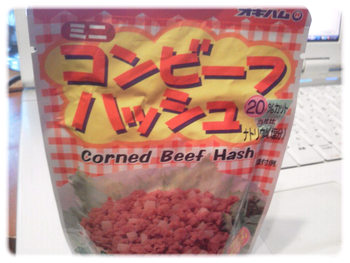 オキハム
ミニ
コンビーフ
ハッシュ
20%カット
Corned Beef Hash